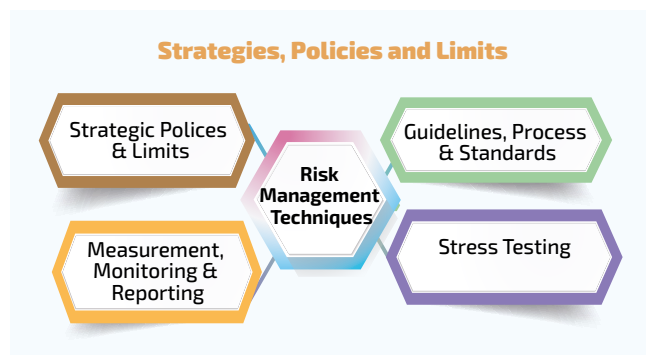 Strategies, Policies and Limits
Strategic Polices
& Limits
Guidelines, Process
& Standards
Risk
Management
Techniques
Measurement,
Monitoring &
Reporting
Stress Testing